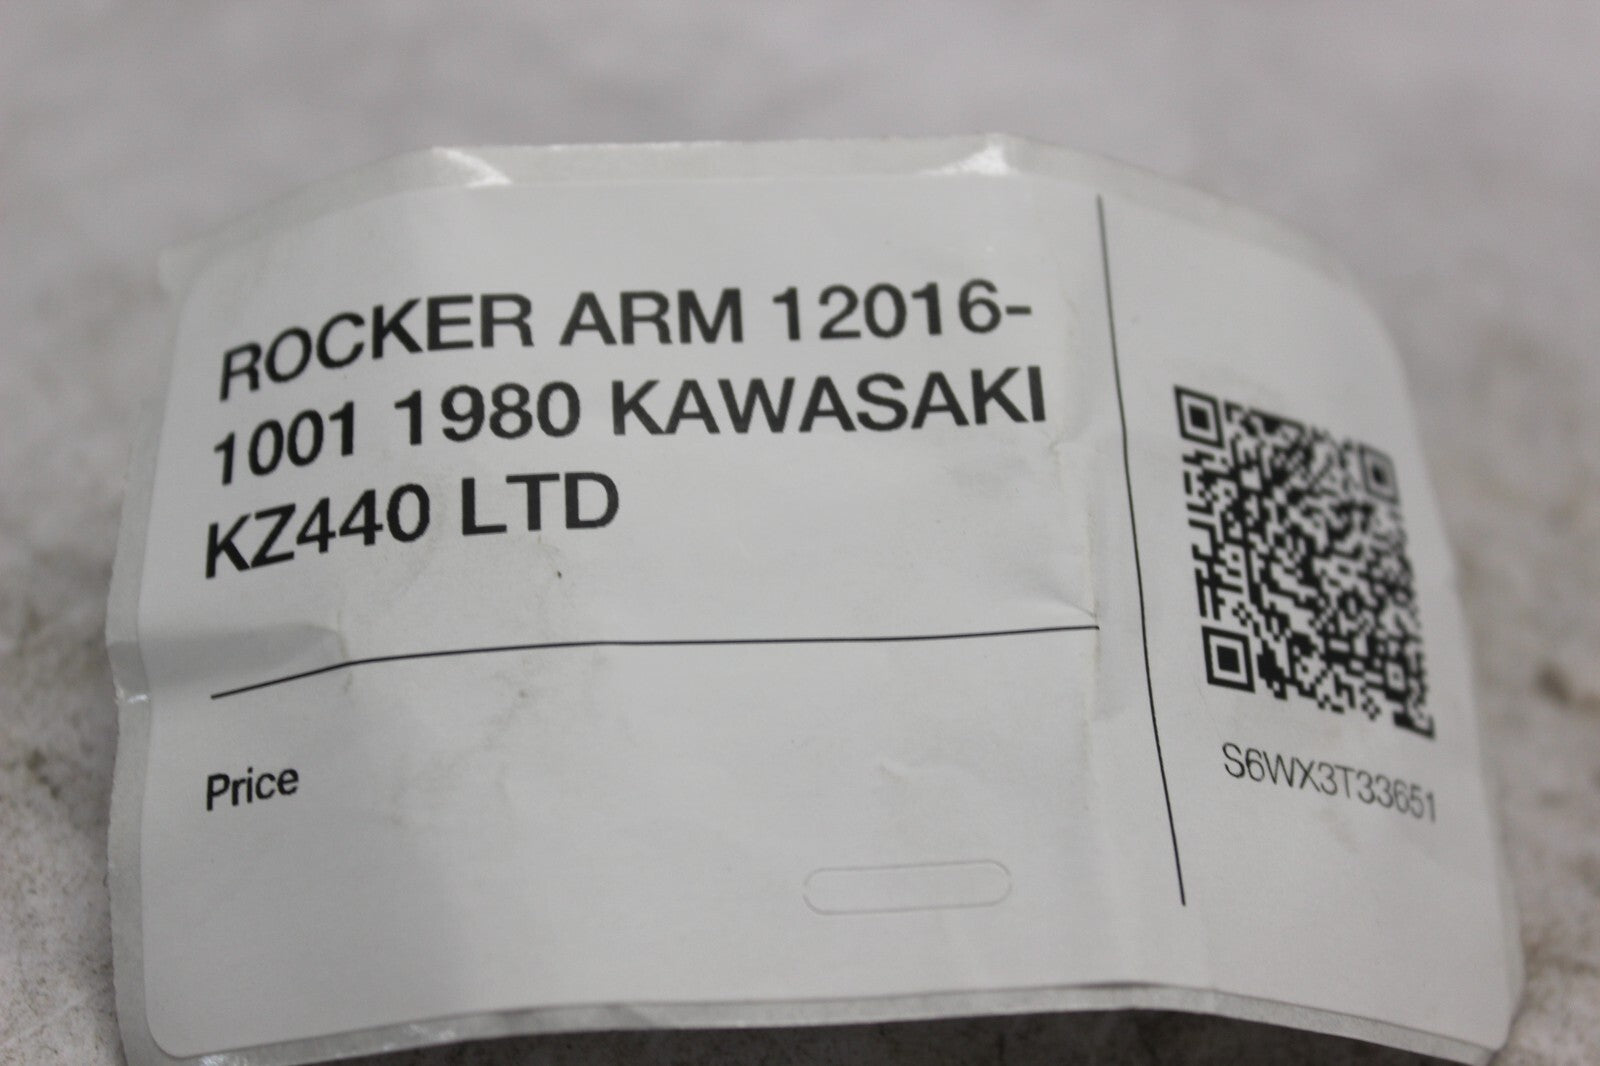 ROCKER ARM 12016-
1001 1980 KAWASAKI
KZ440 LTD
Price
S6WX3T33651